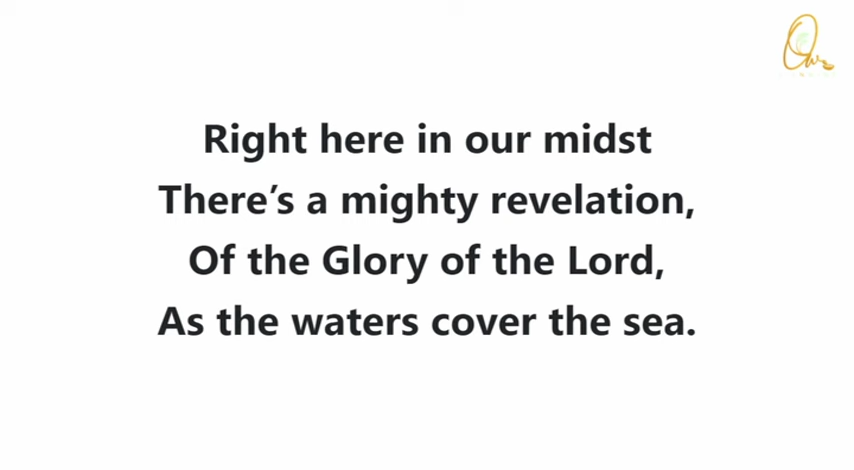 Right here in our midst
There’s a mighty revelation,
Of the Glory of the Lord,
As the waters cover the sea.